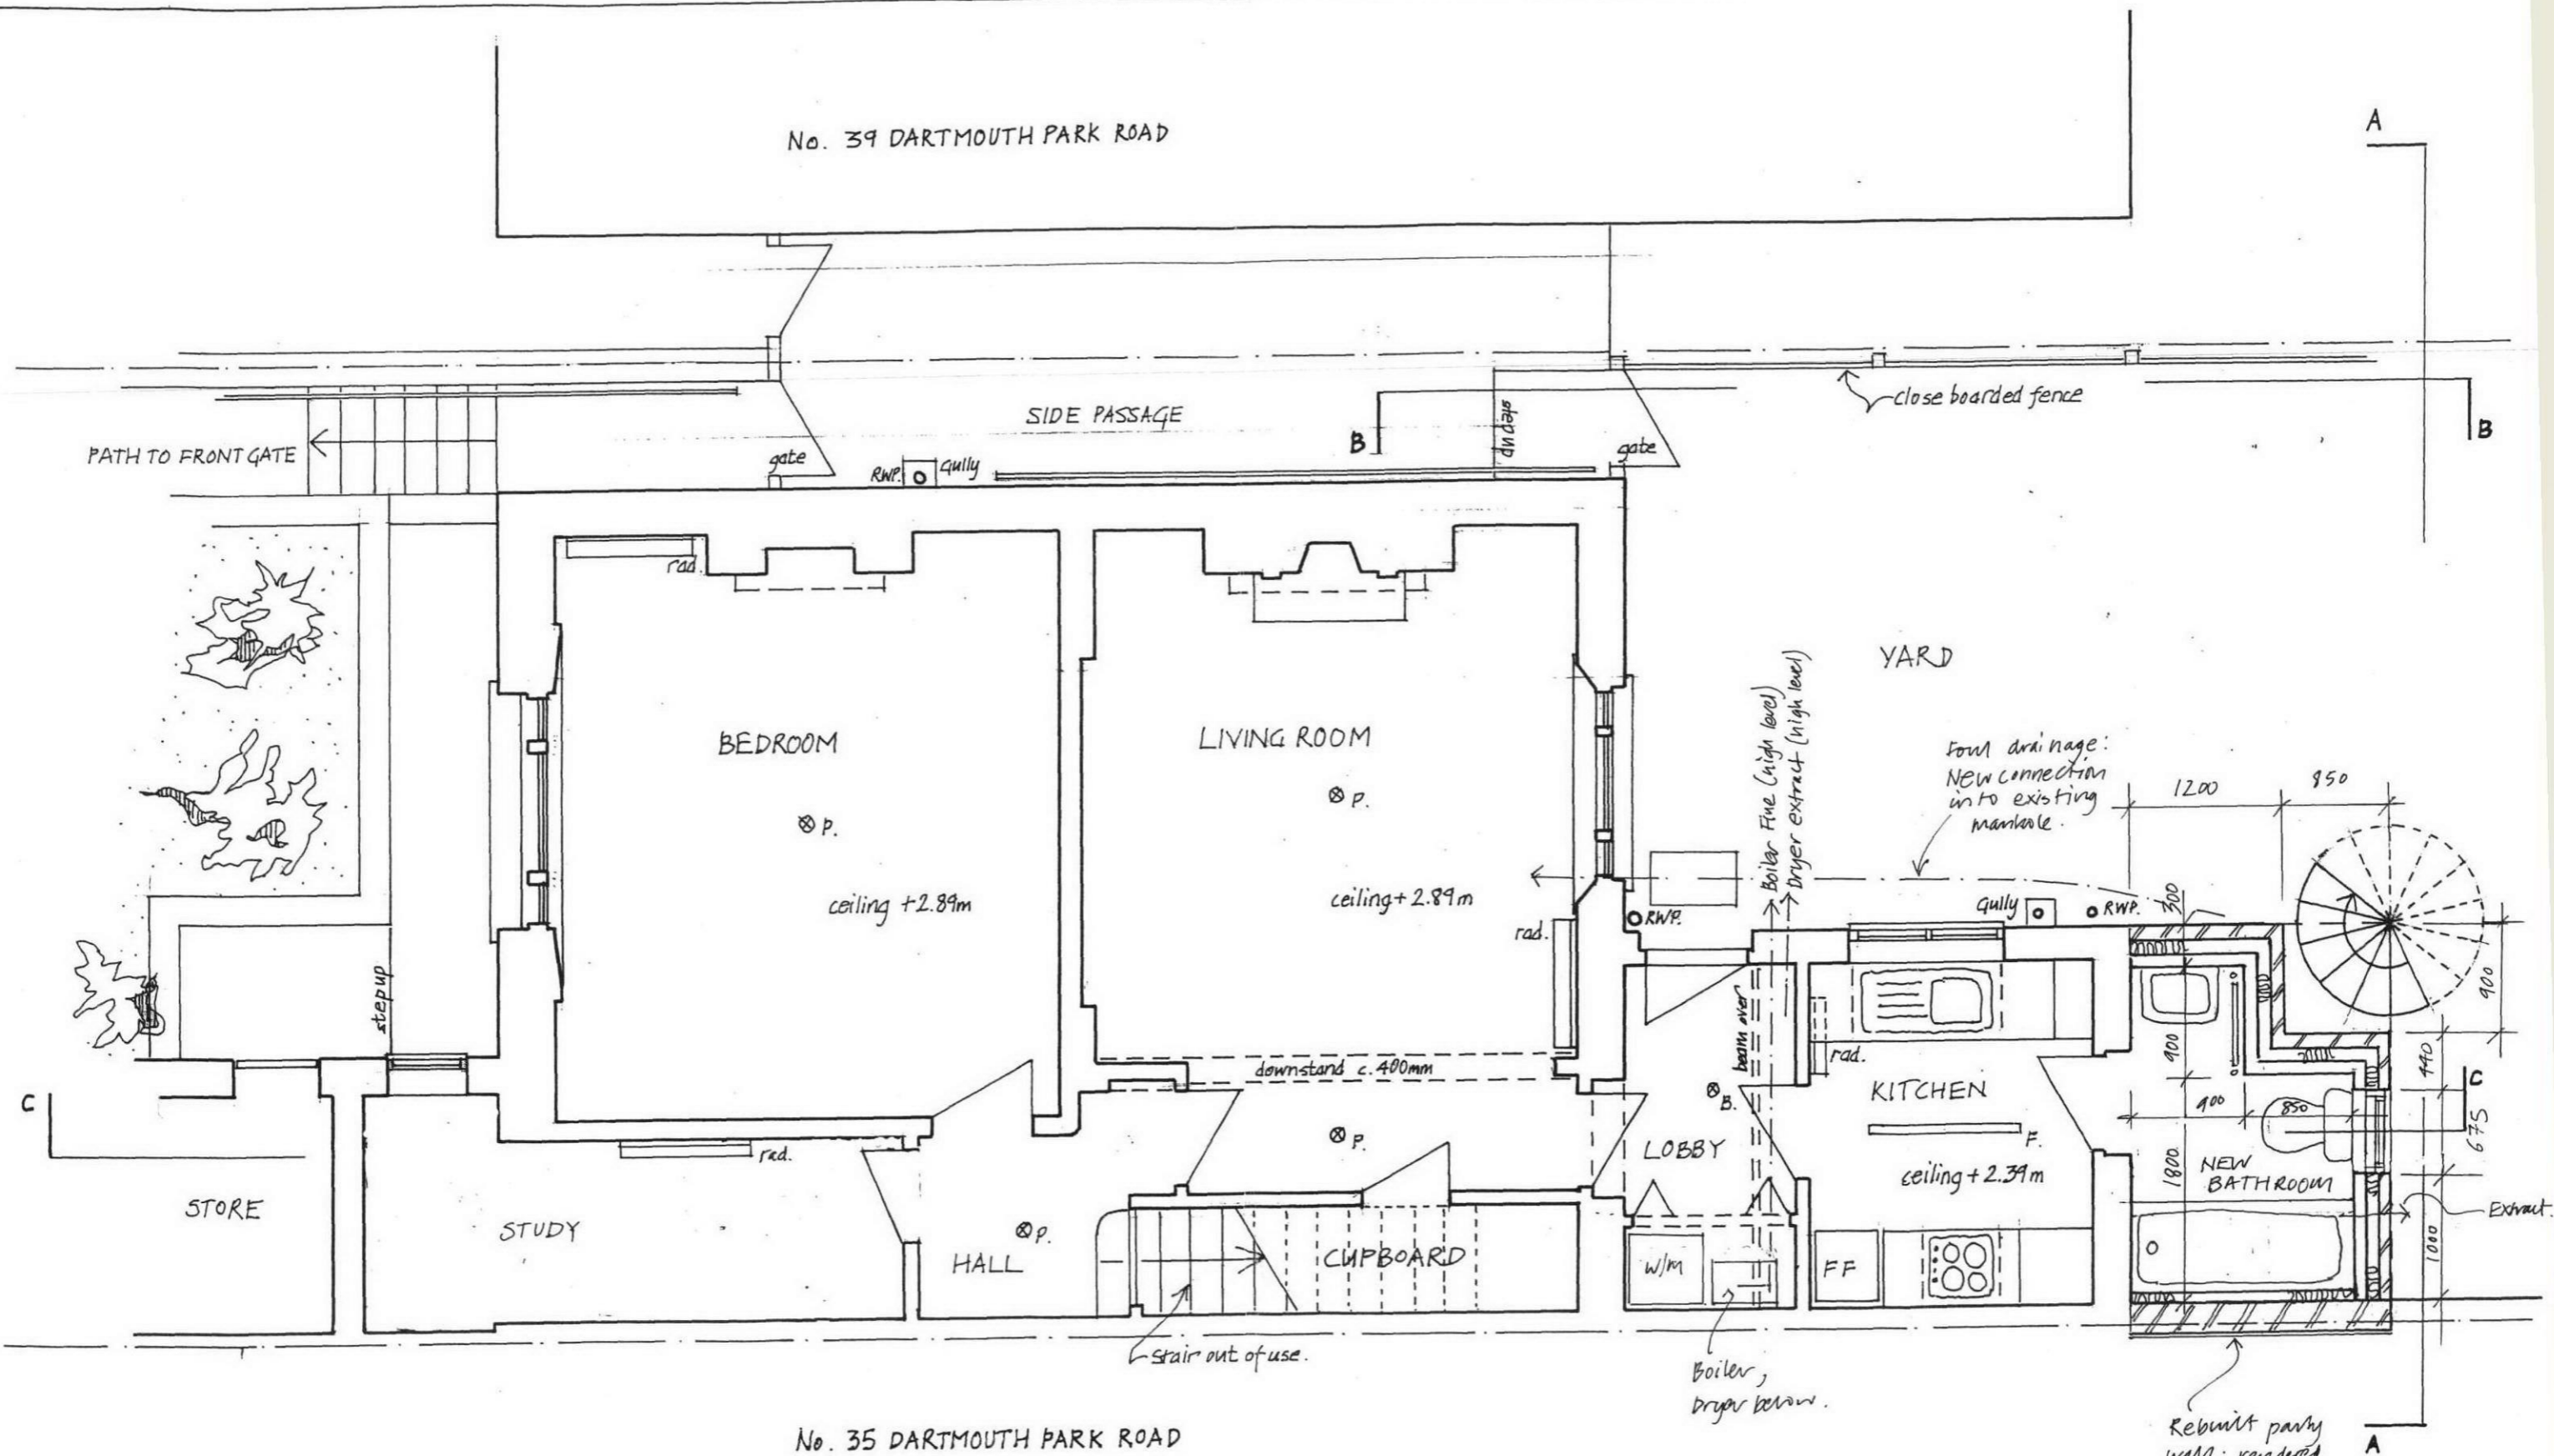 No. 39 DARTMOUTH PARK ROAD
A
close boarded fence
SIDE PASSAGE
step up
B
B
PATH TO FRONT GATE
gate
RWP.
Gully
gate
rad.
YARD
Boiler Flue (high level)
Dryer extract (high level)
BEDROOM
LIVING ROOM
Foul drainage:
New connection
into existing
manhole.
1200
850
P.
P.
ceiling +2.89m
ceiling +2.89m
rad.
RWP.
Gully
RWP.
300
900
step up
beam over
downstand c. 400mm
rad.
900
440
C
C
B.
KITCHEN
900
850
675
P.
LOBBY
F.
rad.
ceiling +2.39m
1800
NEW
BATHROOM
STORE
STUDY
P.
HALL
CUPBOARD
W/M
FF
Extract.
1000
Stair out of use.
Boiler,
Dryer below.
Rebuilt party
wall: rendered
A
No. 35 DARTMOUTH PARK ROAD